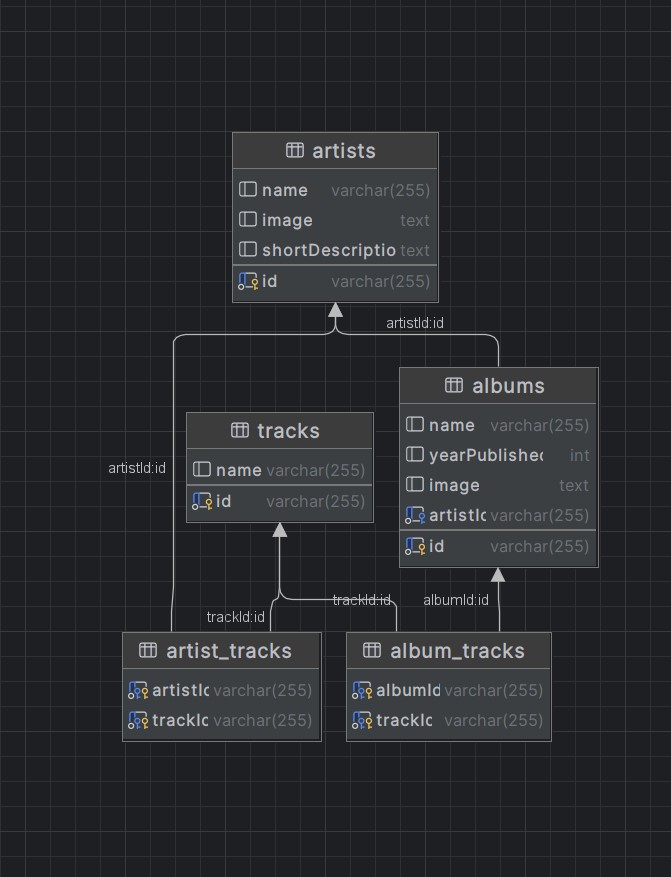 artists
name varchar(255)
image text
shortDescriptio text
id varchar(255)
artistId:id
albums
name varchar(255)
yearPublishec int
image text
artistIc varchar(255)
id varchar(255)
tracks
name varchar(255)
id varchar(255)
artistId:id
trackId:id
trackId:id
albumId:id
artist_tracks
artistIc varchar(255)
trackIc varchar(255)
album_tracks
albumId varchar(255)
trackIc varchar(255)